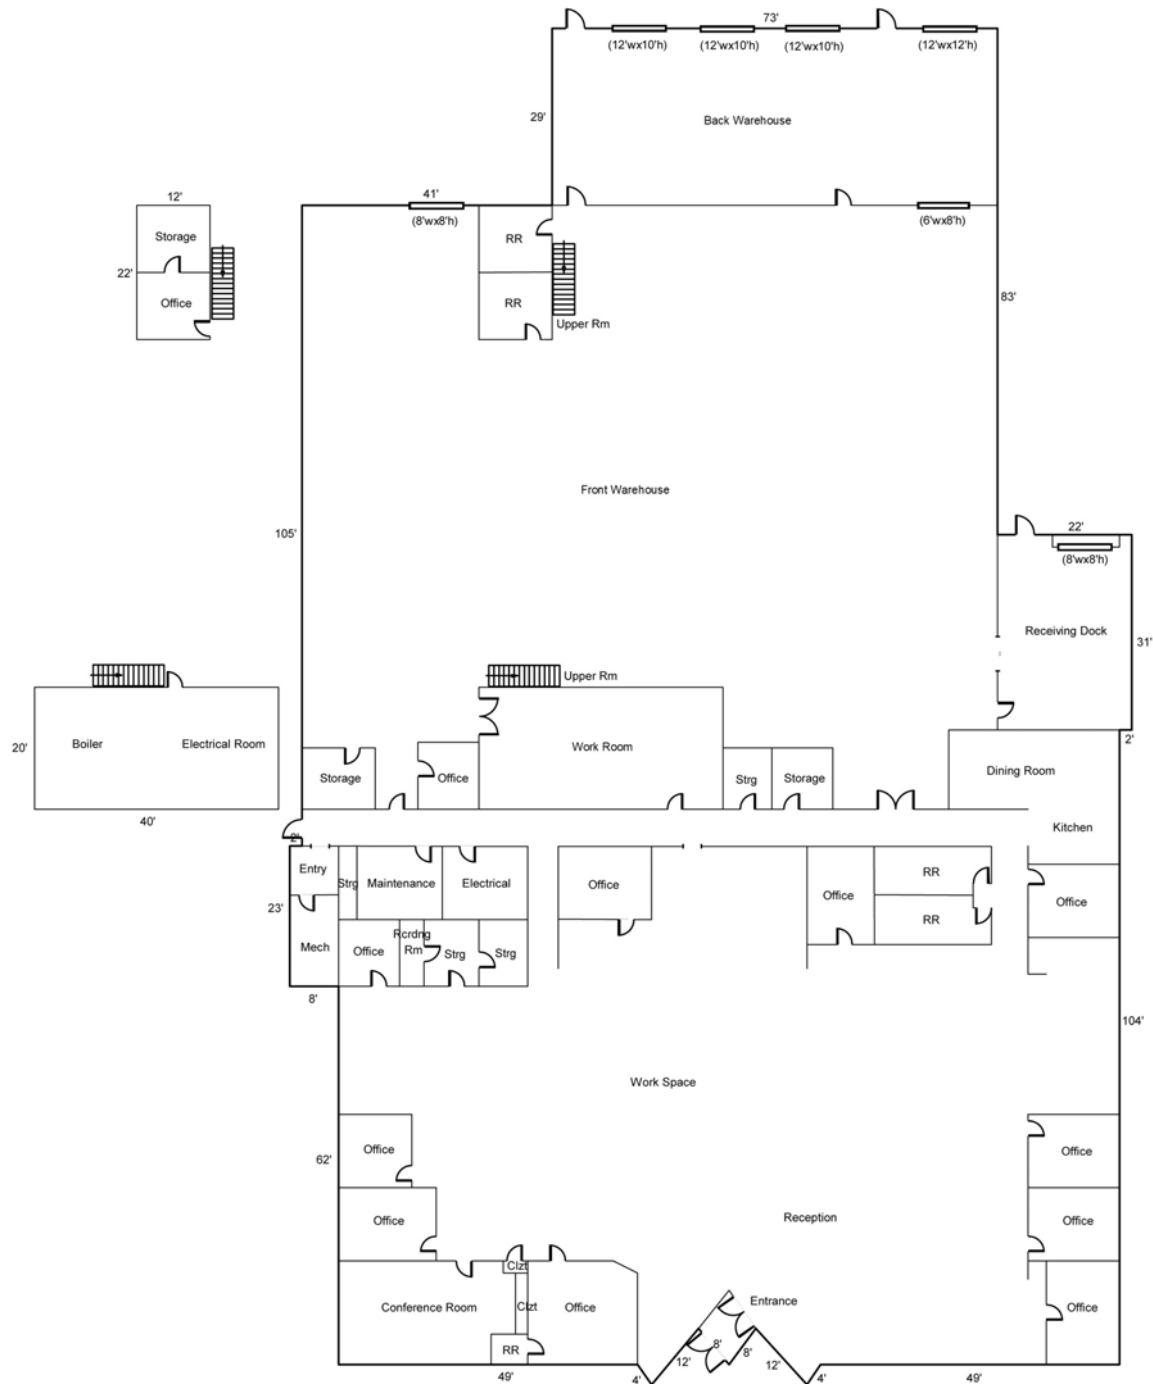 73'
(12'wx10'h) (12'wx10'h) (12'wx10'h) (12'wx12'h)
29'
Back Warehouse
12'
41'
(8'wx8'h)
(6'wx8'h)
Storage
RR
22'
83'
Office
RR
Upper Rm
Front Warehouse
105'
22'
(8'wx8'h)
Receiving Dock
31'
Upper Rm
20'
Boiler
Electrical Room
Work Room
2'
Dining Room
Storage
Office
Strg
Storage
40'
Kitchen
2'
Entry
Strg
Maintenance
Electrical
Office
RR
Office
Office
23'
RR
Rcrdng
Rm
Mech
Office
Strg
Strg
8'
104'
Work Space
62'
Office
Office
Office
Reception
Office
Clzt
Entrance
Conference Room
Clzt
Office
Office
RR
8'
8'
12'
12'
49'
4'
4'
49'